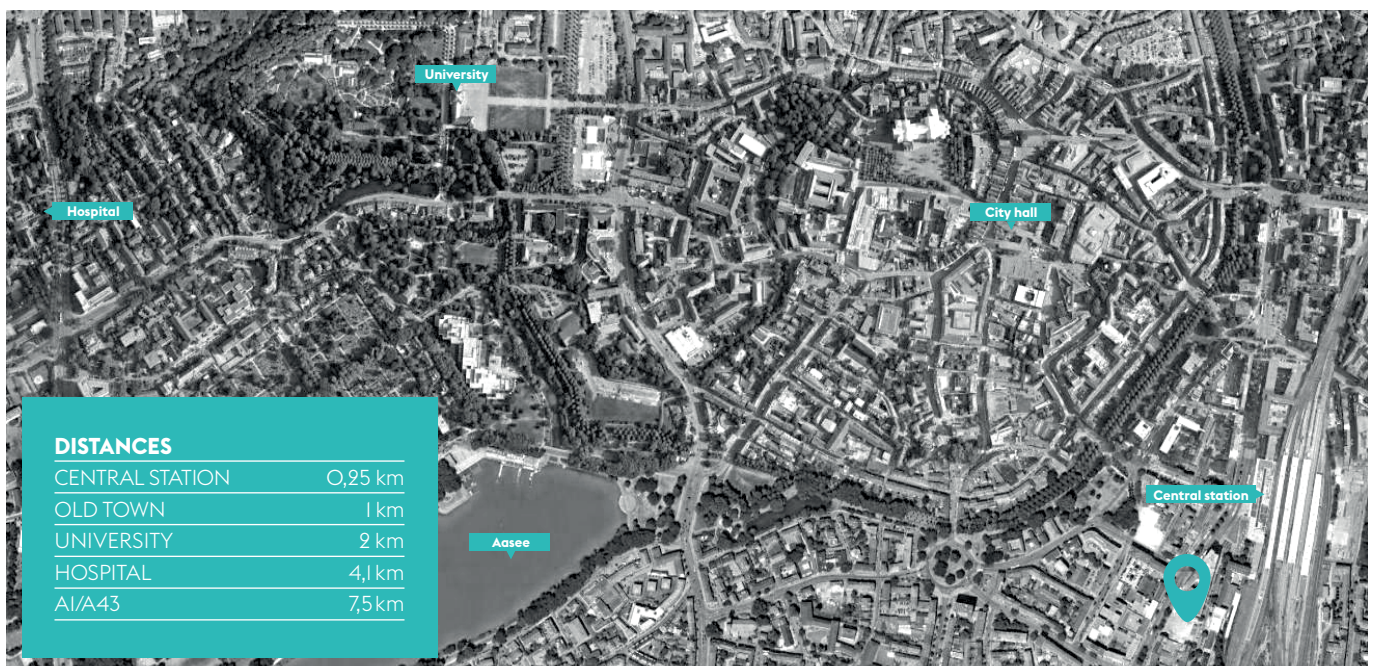 University
Hospital
City hall
DISTANCES
CENTRAL STATION 0,25 km
OLD TOWN 1 km
UNIVERSITY 2 km
HOSPITAL 4,1 km
A1/A43 7,5 km
Central station
Aasee